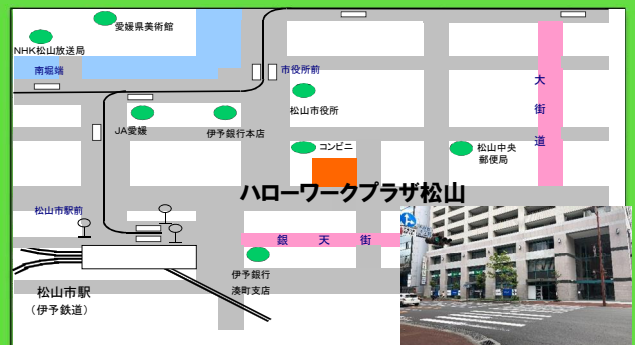 愛媛県美術館
NHK松山放送局
南堀端
市役所前
大街道
松山市役所
JA愛媛
伊予銀行本店
コンビニ
松山中央
郵便局
ハローワークプラザ松山
松山市駅前
銀天街
伊予銀行
湊町支店
松山市駅
（伊予鉄道）